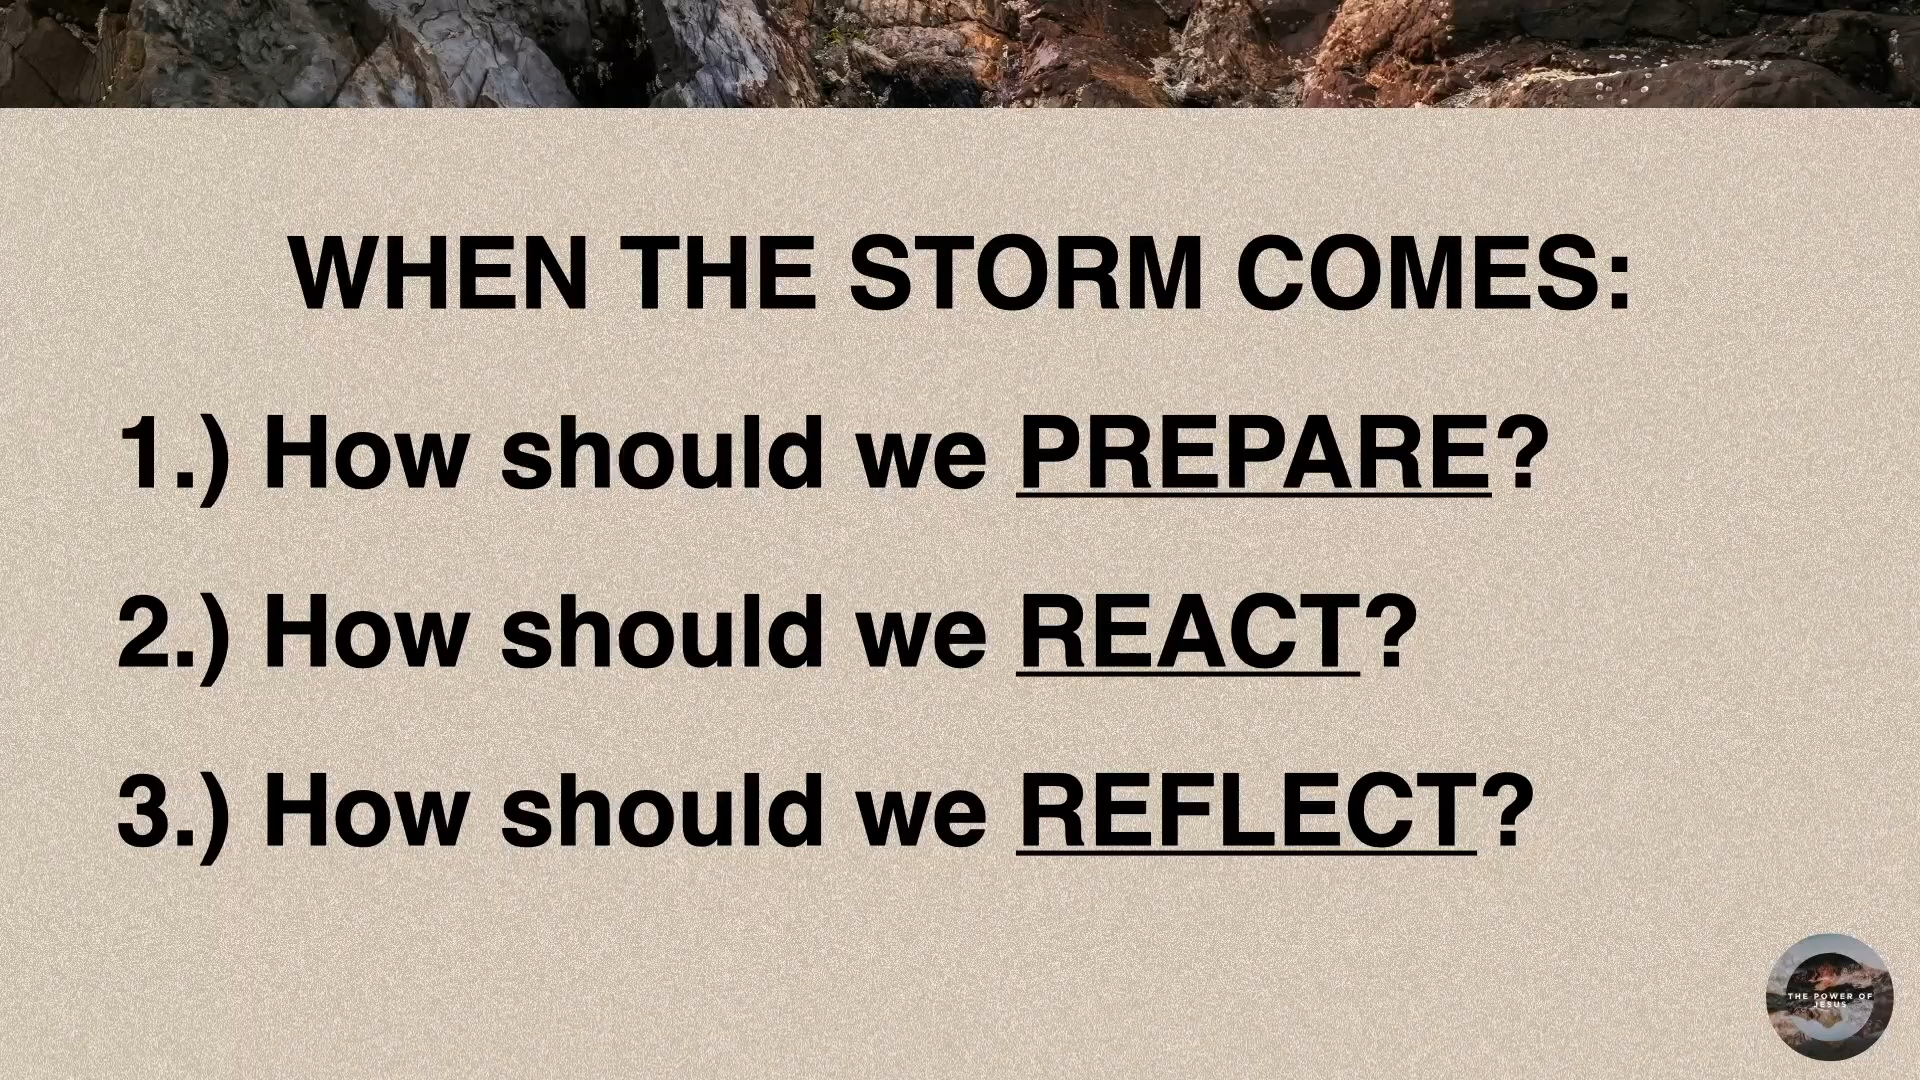 WHEN THE STORM COMES:
1.) How should we PREPARE?
2.) How should we REACT?
3.) How should we REFLECT?
THE POWER OF
JESUS